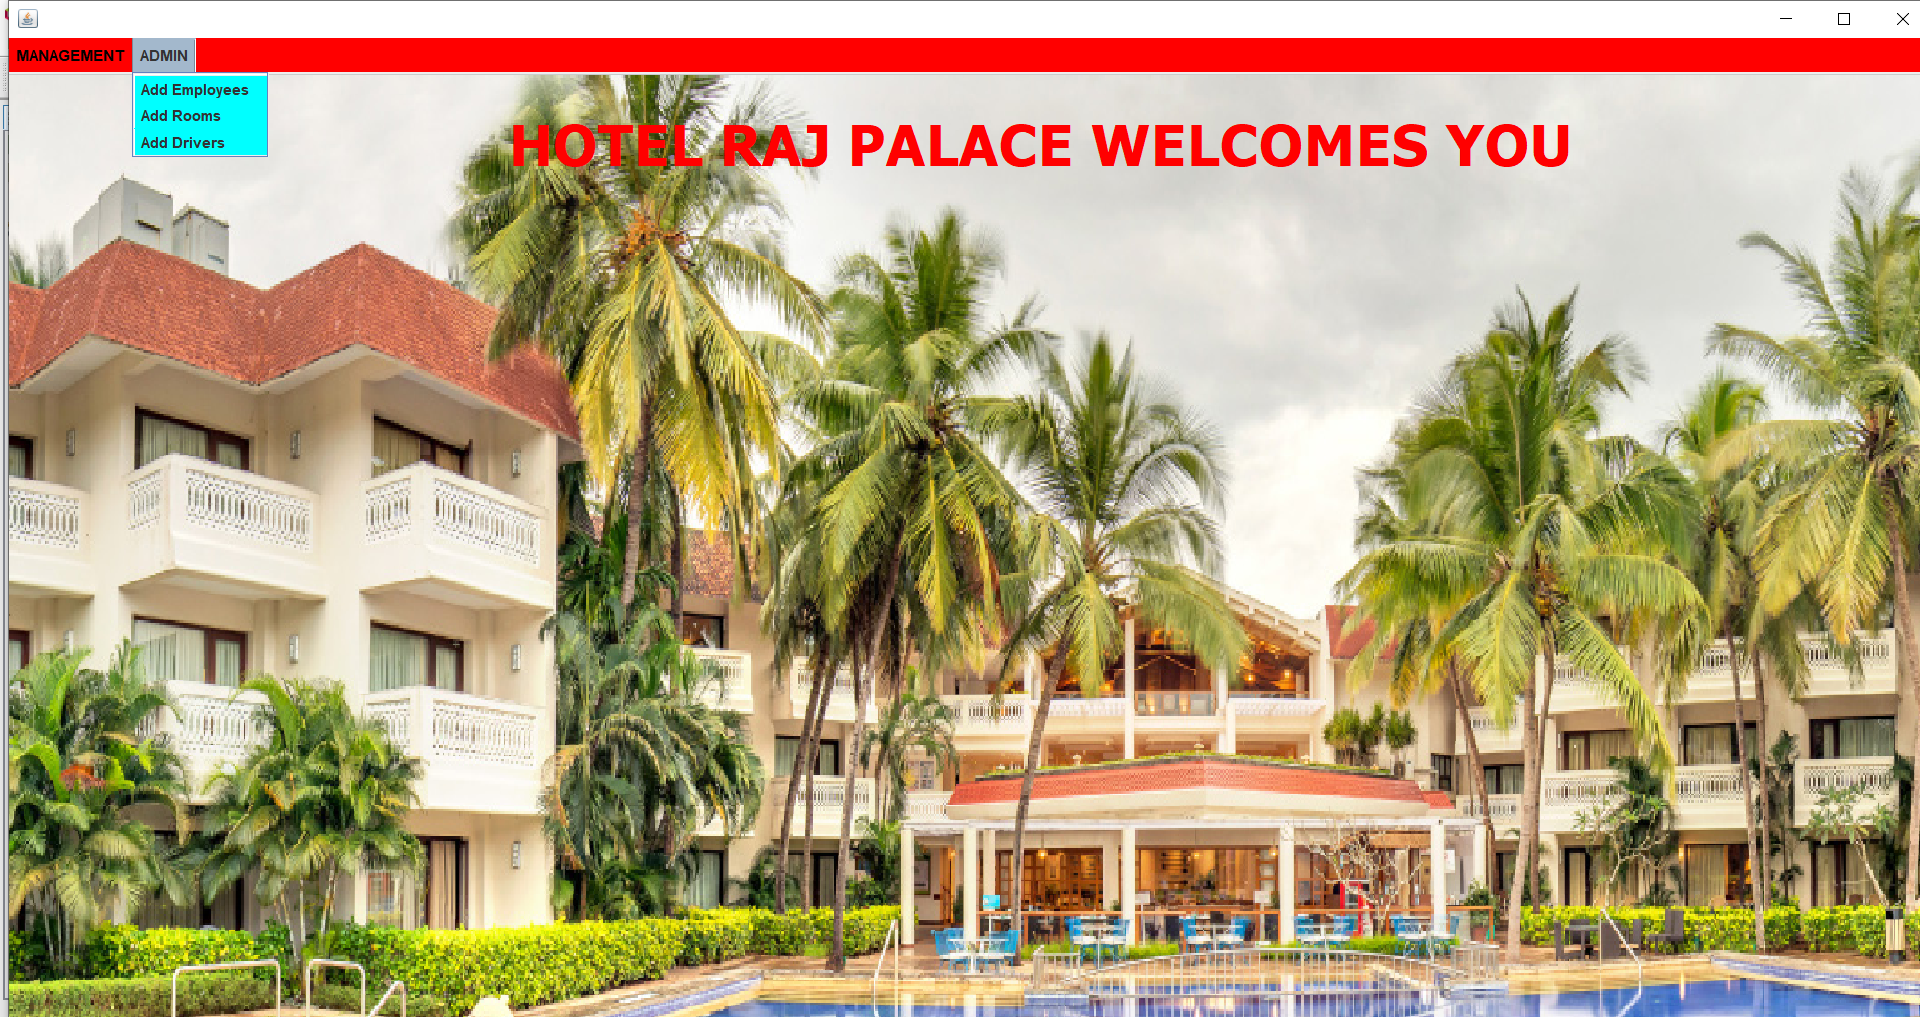 MANAGEMENT ADMIN
Add Employees
Add Rooms
Add Drivers
HOTEL RAJ PALACE WELCOMES YOU